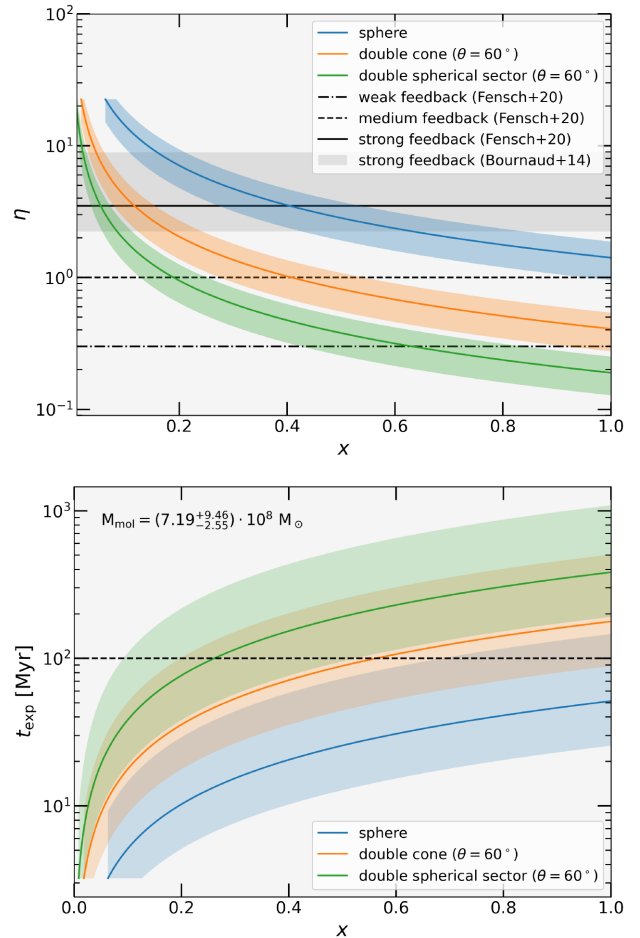 10²
sphere
double cone (θ = 60°)
double spherical sector (θ = 60°)
weak feedback (Fensch+20)
medium feedback (Fensch+20)
strong feedback (Fensch+20)
strong feedback (Bournaud+14)
10¹
η
10⁰
10⁻¹
0.2 0.4 0.6 0.8 1.0
x
10³
M_mol = (7.19^{+9.46}_{-2.55}) · 10⁸ M_⊙
10²
t_exp [Myr]
10¹
sphere
double cone (θ = 60°)
double spherical sector (θ = 60°)
0.0 0.2 0.4 0.6 0.8 1.0
x